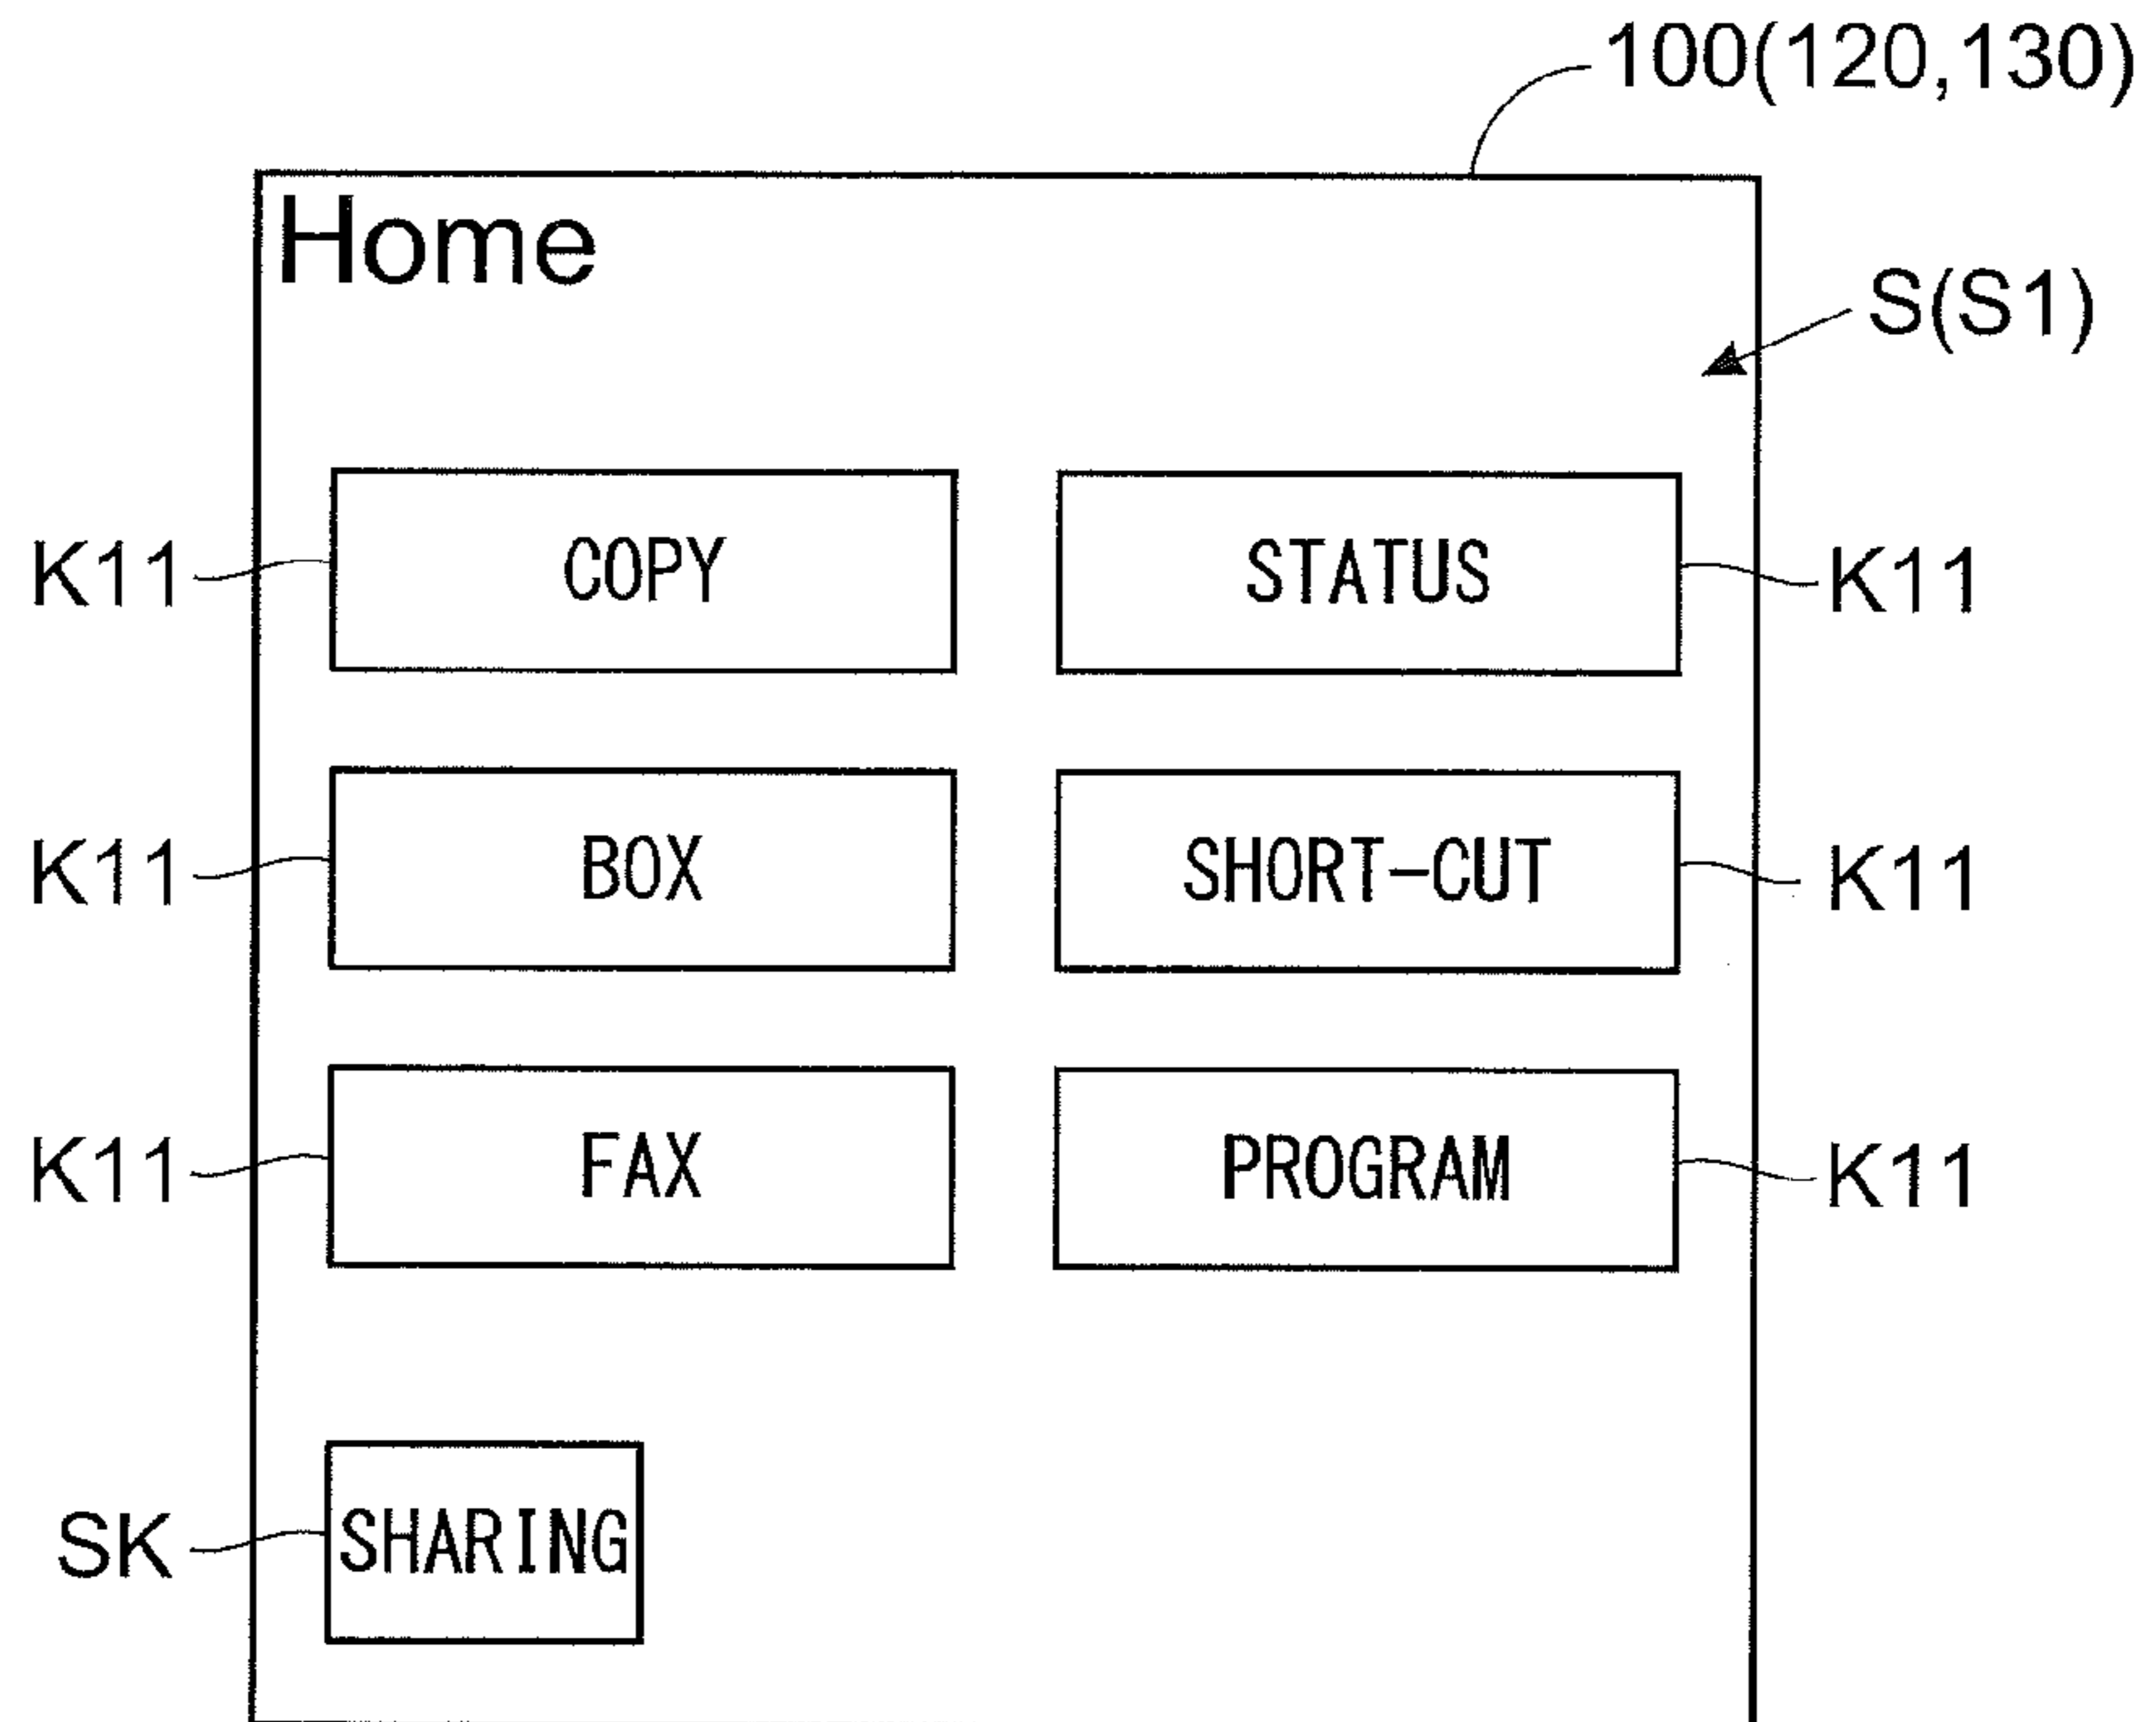 100(120,130)
Home
S(S1)
K11 COPY STATUS K11
K11 BOX SHORT-CUT K11
K11 FAX PROGRAM K11
SK SHARING